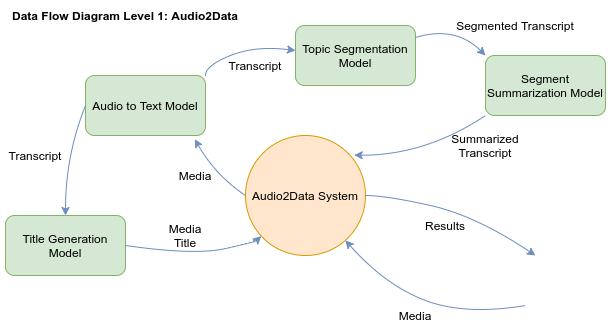 Data Flow Diagram Level 1: Audio2Data
Segmented Transcript
Topic Segmentation
Model
Transcript
Segment
Summarization Model
Audio to Text Model
Summarized
Transcript
Transcript
Media
Audio2Data System
Results
Title Generation
Model
Media
Title
Media